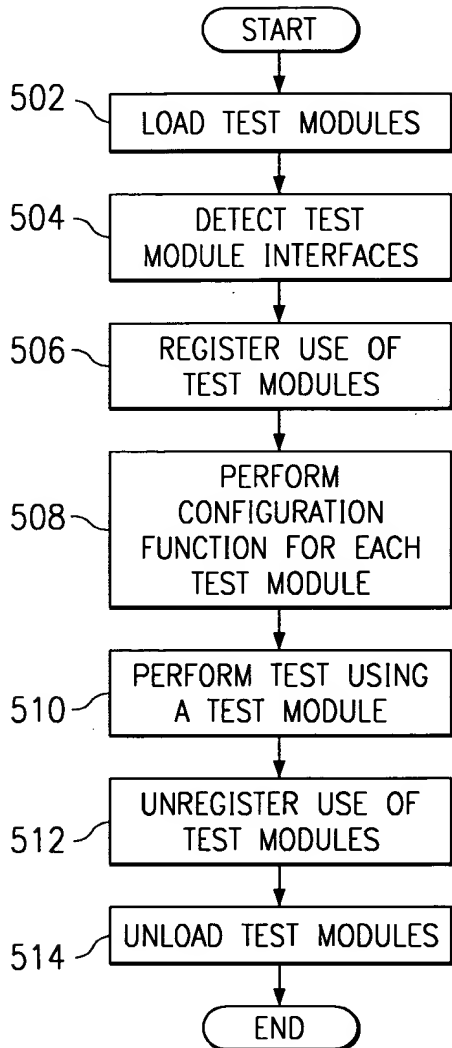 START
502
LOAD TEST MODULES
504
DETECT TEST
MODULE INTERFACES
506
REGISTER USE OF
TEST MODULES
508
PERFORM
CONFIGURATION
FUNCTION FOR EACH
TEST MODULE
510
PERFORM TEST USING
A TEST MODULE
512
UNREGISTER USE OF
TEST MODULES
514
UNLOAD TEST MODULES
END